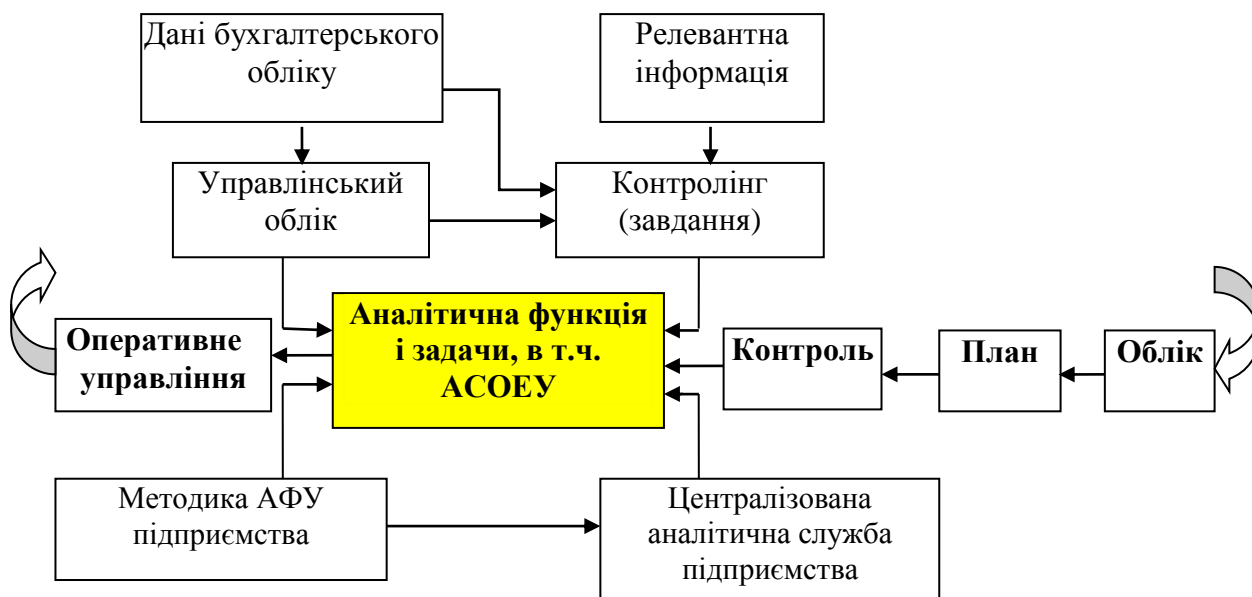 Дані бухгалтерського
обліку
Релевантна
інформація
Управлінський
облік
Контролінг
(завдання)
Оперативне
управління
Аналітична функція
і задачи, в т.ч.
АСОЕУ
Контроль
План
Облік
Методика АФУ
підприємства
Централізована
аналітична служба
підприємства